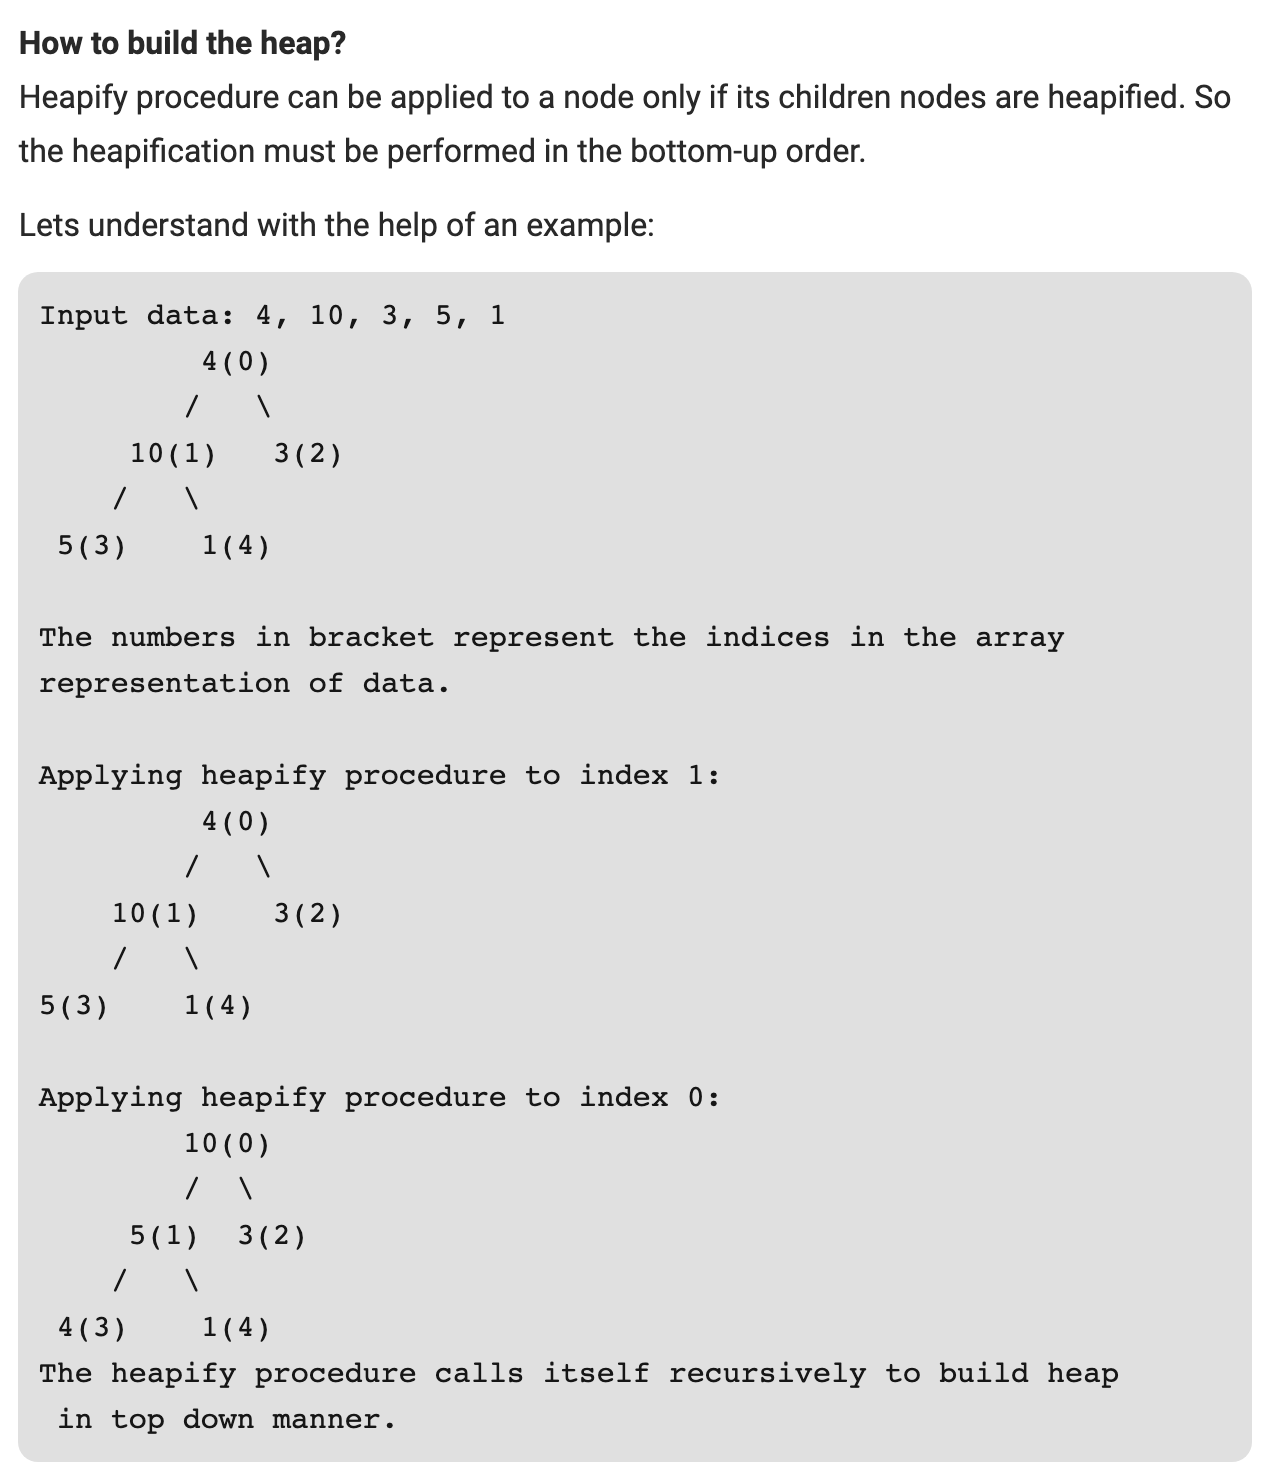 How to build the heap?
Heapify procedure can be applied to a node only if its children nodes are heapified. So
the heapification must be performed in the bottom-up order.
Lets understand with the help of an example:
Input data: 4, 10, 3, 5, 1
         4(0)
        /   \
     10(1)   3(2)
    /   \
 5(3)    1(4)
The numbers in bracket represent the indices in the array
representation of data.
Applying heapify procedure to index 1:
         4(0)
        /   \
    10(1)    3(2)
    /   \
5(3)    1(4)
Applying heapify procedure to index 0:
        10(0)
        /  \
     5(1)  3(2)
    /   \
 4(3)    1(4)
The heapify procedure calls itself recursively to build heap
 in top down manner.